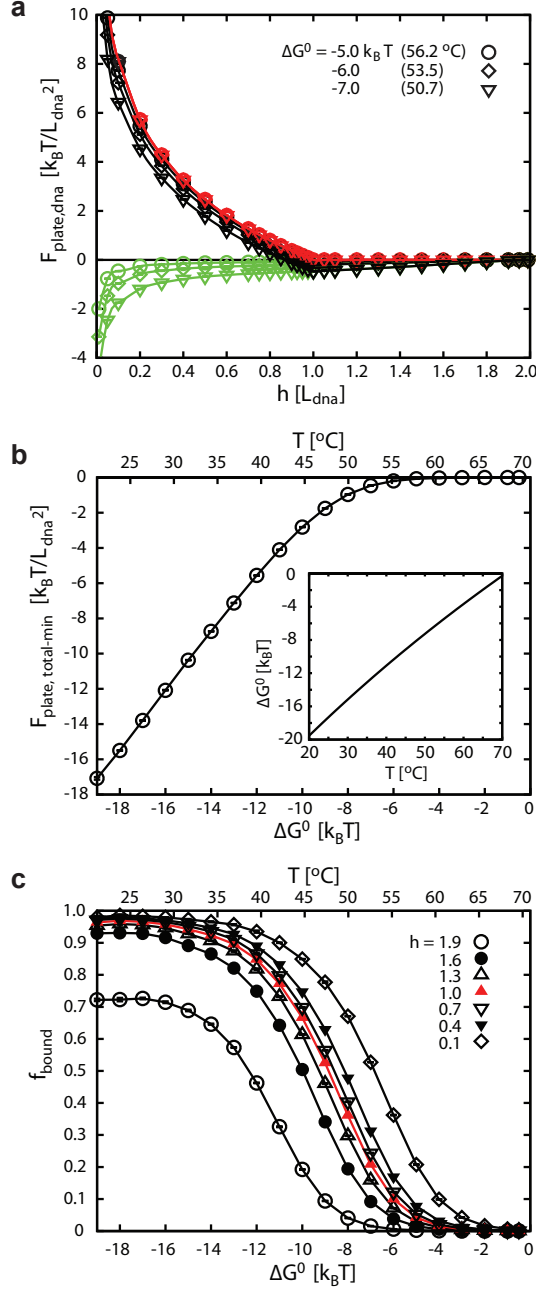 a
F_plate,dna [k_BT/L_dna^2]
10
8
6
4
2
0
-2
-4
ΔG^0 = -5.0 k_BT (56.2 °C)
-6.0 (53.5)
-7.0 (50.7)
0 0.2 0.4 0.6 0.8 1.0 1.2 1.4 1.6 1.8 2.0
h [L_dna]
b
T [°C]
25 30 35 40 45 50 55 60 65 70
F_plate, total-min [k_BT/L_dna^2]
0
-2
-4
-6
-8
-10
-12
-14
-16
-18
ΔG^0 [k_BT]
0
-4
-8
-12
-16
-20
20 30 40 50 60 70
T [°C]
-18 -16 -14 -12 -10 -8 -6 -4 -2 0
ΔG^0 [k_BT]
c
T [°C]
25 30 35 40 45 50 55 60 65 70
f_bound
1.0
0.9
0.8
0.7
0.6
0.5
0.4
0.3
0.2
0.1
0
h = 1.9
1.6
1.3
1.0
0.7
0.4
0.1
-18 -16 -14 -12 -10 -8 -6 -4 -2 0
ΔG^0 [k_BT]